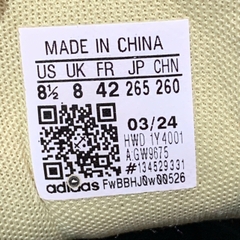 MADE IN CHINA
US UK FR JP CHN
8½ 8 42 265 260
03/24
HWD 1Y4001
A:GW9675
#134529331
adidas FwBBHJ0w00526